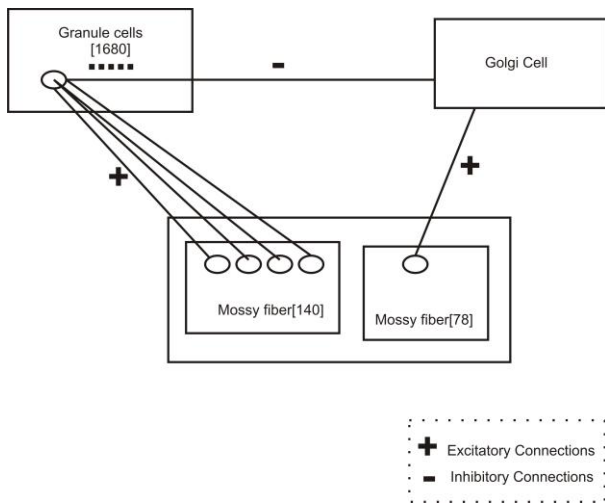 Granule cells
[1680]
-
Golgi Cell
+
+
Mossy fiber[140]
Mossy fiber[78]
+ Excitatory Connections
- Inhibitory Connections